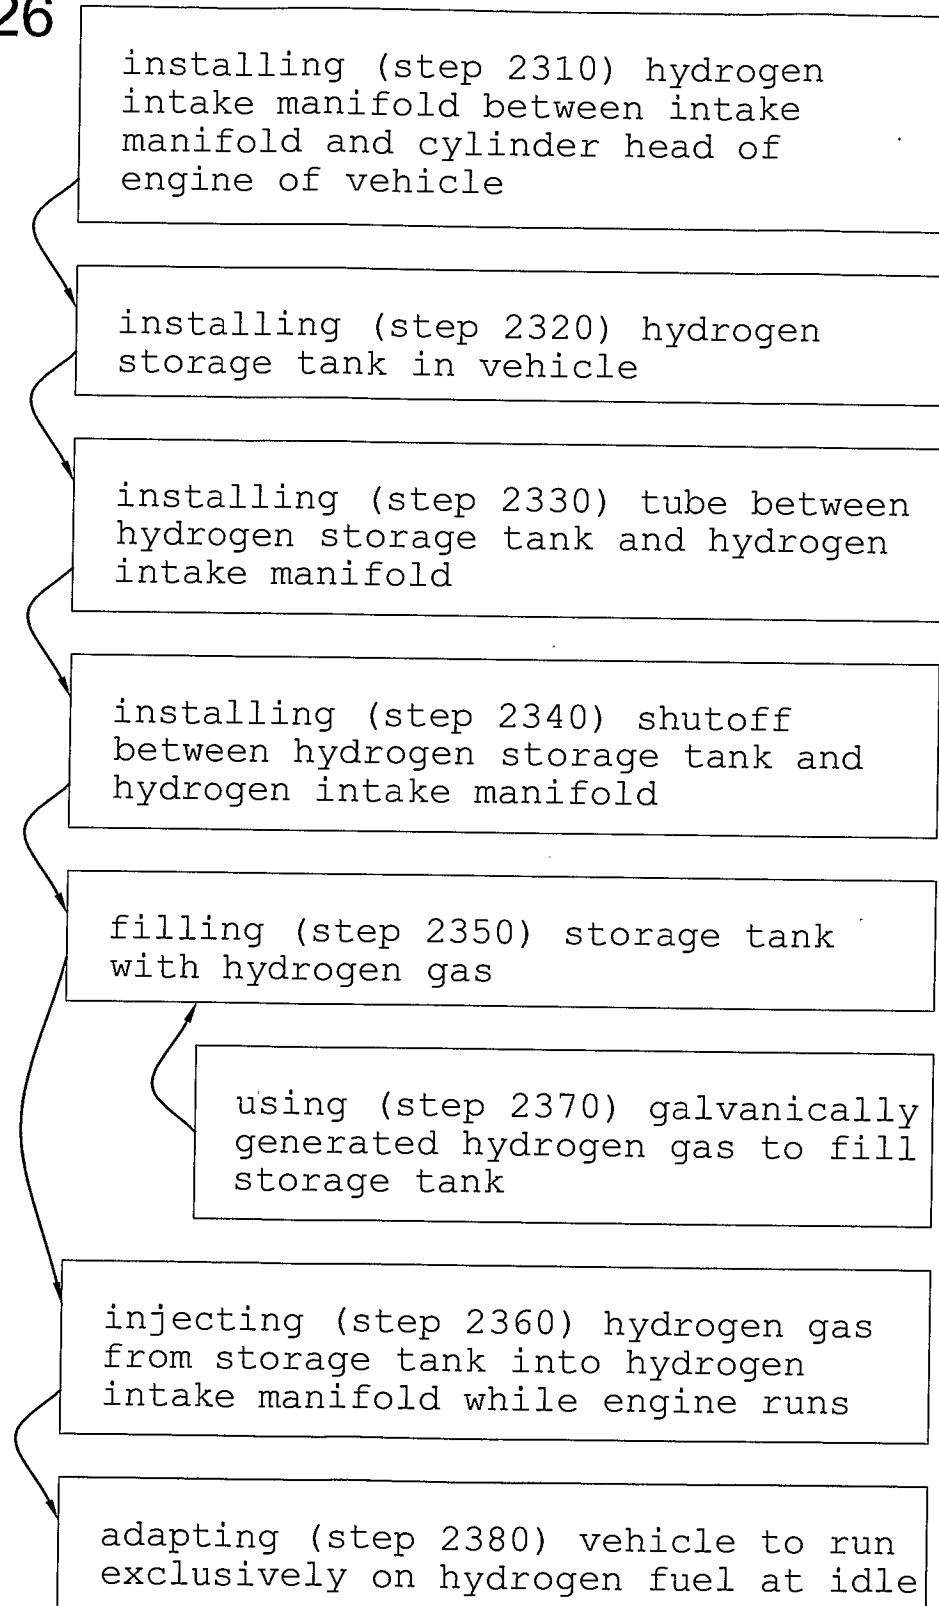 26
installing (step 2310) hydrogen
intake manifold between intake
manifold and cylinder head of
engine of vehicle
installing (step 2320) hydrogen
storage tank in vehicle
installing (step 2330) tube between
hydrogen storage tank and hydrogen
intake manifold
installing (step 2340) shutoff
between hydrogen storage tank and
hydrogen intake manifold
filling (step 2350) storage tank
with hydrogen gas
using (step 2370) galvanically
generated hydrogen gas to fill
storage tank
injecting (step 2360) hydrogen gas
from storage tank into hydrogen
intake manifold while engine runs
adapting (step 2380) vehicle to run
exclusively on hydrogen fuel at idle